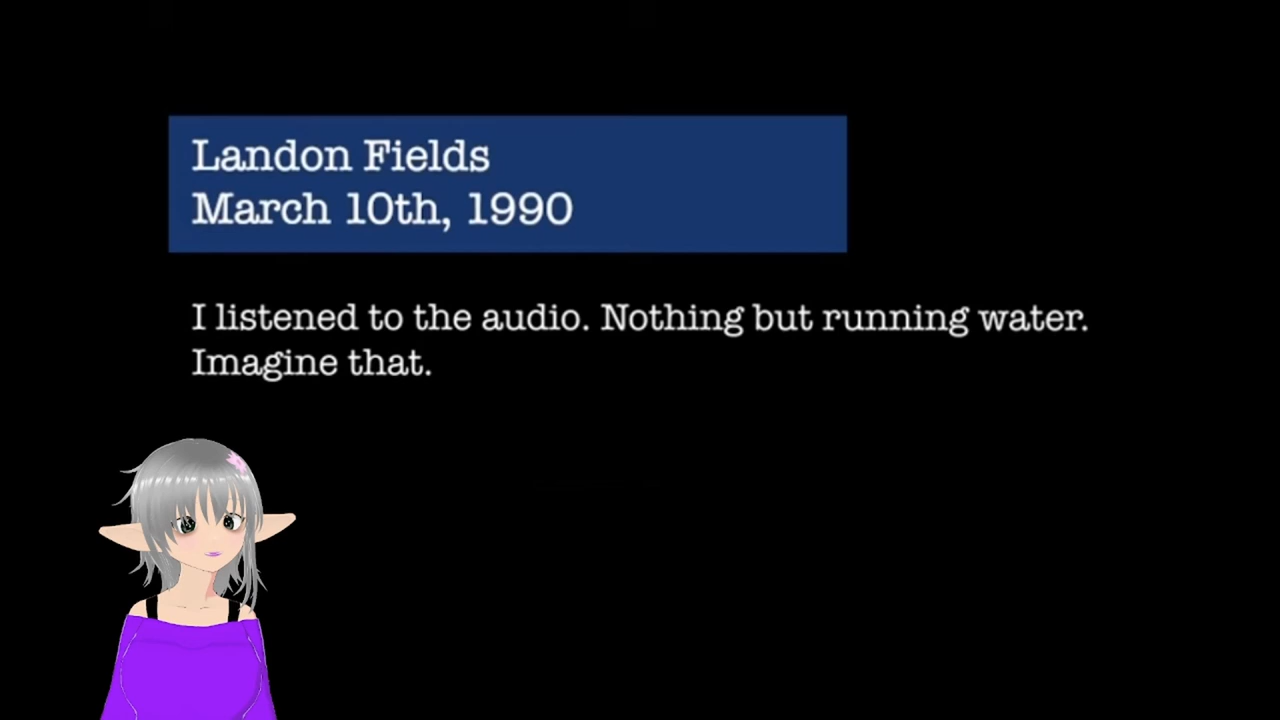 Landon Fields
March 10th, 1990
I listened to the audio. Nothing but running water.
Imagine that.